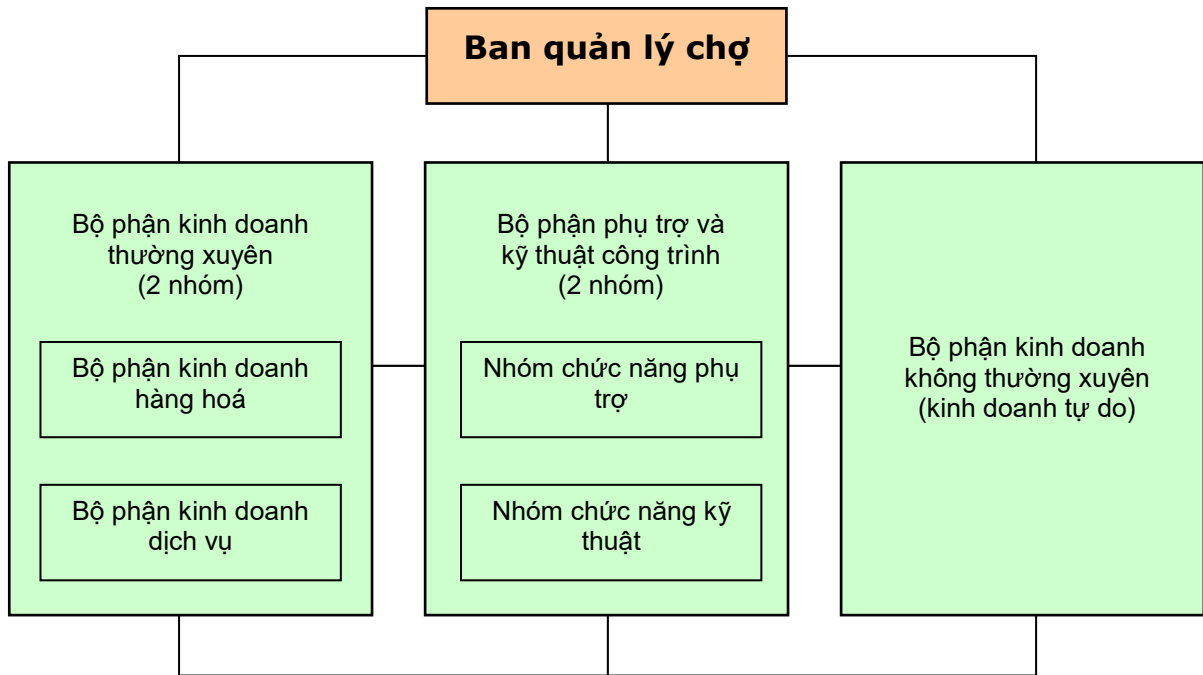 Ban quản lý chợ
Bộ phận kinh doanh
thường xuyên
(2 nhóm)
Bộ phận kinh doanh
hàng hoá
Bộ phận kinh doanh
dịch vụ
Bộ phận phụ trợ và
kỹ thuật công trình
(2 nhóm)
Nhóm chức năng phụ
trợ
Nhóm chức năng kỹ
thuật
Bộ phận kinh doanh
không thường xuyên
(kinh doanh tự do)